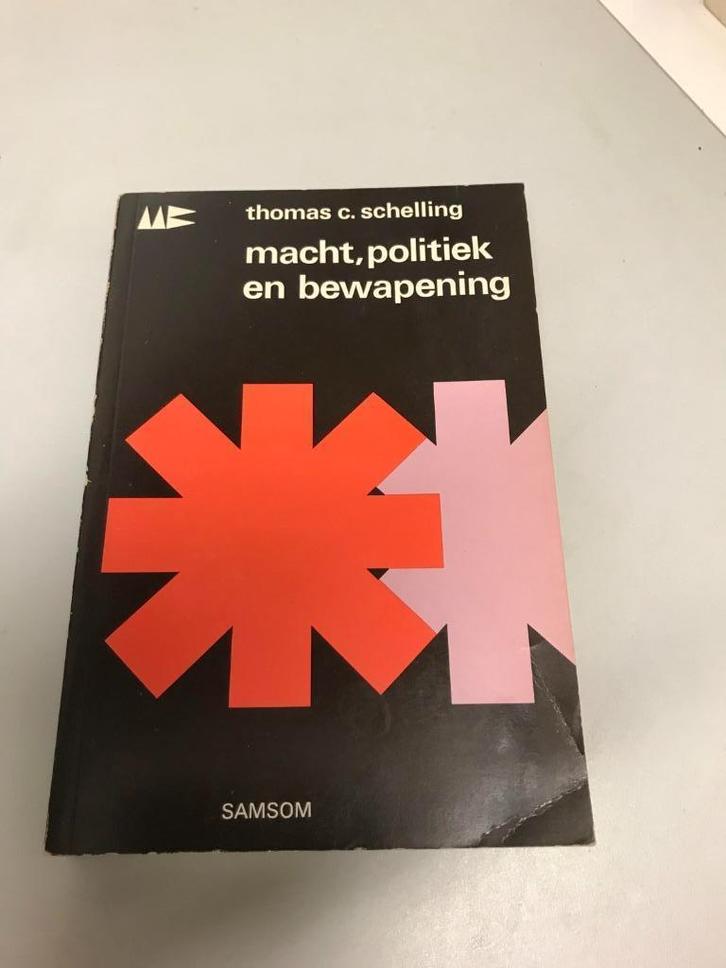 thomas c. schelling
macht, politiek
en bewapening
SAMSOM